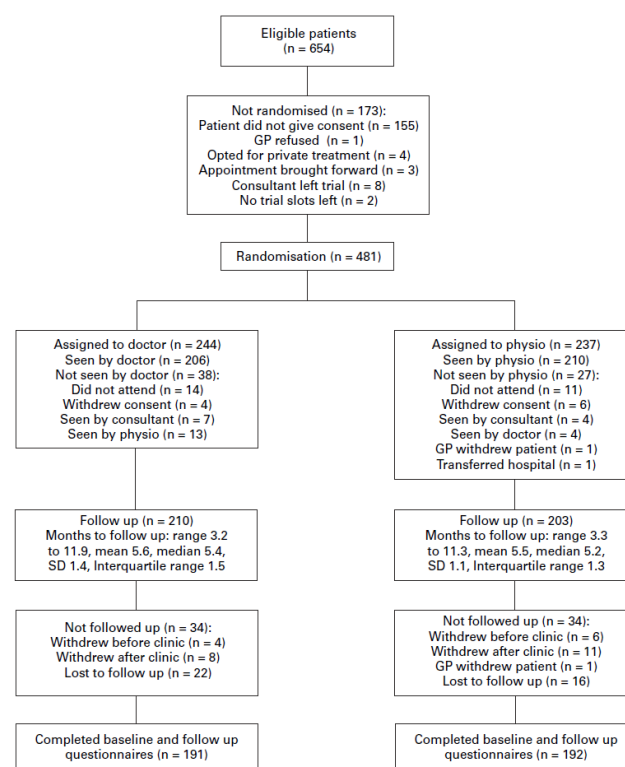 Eligible patients
(n = 654)
Not randomised (n = 173):
Patient did not give consent (n = 155)
GP refused (n = 1)
Opted for private treatment (n = 4)
Appointment brought forward (n = 3)
Consultant left trial (n = 8)
No trial slots left (n = 2)
Randomisation (n = 481)
Assigned to doctor (n = 244)
Seen by doctor (n = 206)
Not seen by doctor (n = 38):
Did not attend (n = 14)
Withdrew consent (n = 4)
Seen by consultant (n = 7)
Seen by physio (n = 13)
Assigned to physio (n = 237)
Seen by physio (n = 210)
Not seen by physio (n = 27):
Did not attend (n = 11)
Withdrew consent (n = 6)
Seen by consultant (n = 4)
Seen by doctor (n = 4)
GP withdrew patient (n = 1)
Transferred hospital (n = 1)
Follow up (n = 210)
Months to follow up: range 3.2
to 11.9, mean 5.6, median 5.4,
SD 1.4, Interquartile range 1.5
Follow up (n = 203)
Months to follow up: range 3.3
to 11.3, mean 5.5, median 5.2,
SD 1.1, Interquartile range 1.3
Not followed up (n = 34):
Withdrew before clinic (n = 4)
Withdrew after clinic (n = 8)
Lost to follow up (n = 22)
Not followed up (n = 34):
Withdrew before clinic (n = 6)
Withdrew after clinic (n = 11)
GP withdrew patient (n = 1)
Lost to follow up (n = 16)
Completed baseline and follow up
questionnaires (n = 191)
Completed baseline and follow up
questionnaires (n = 192)